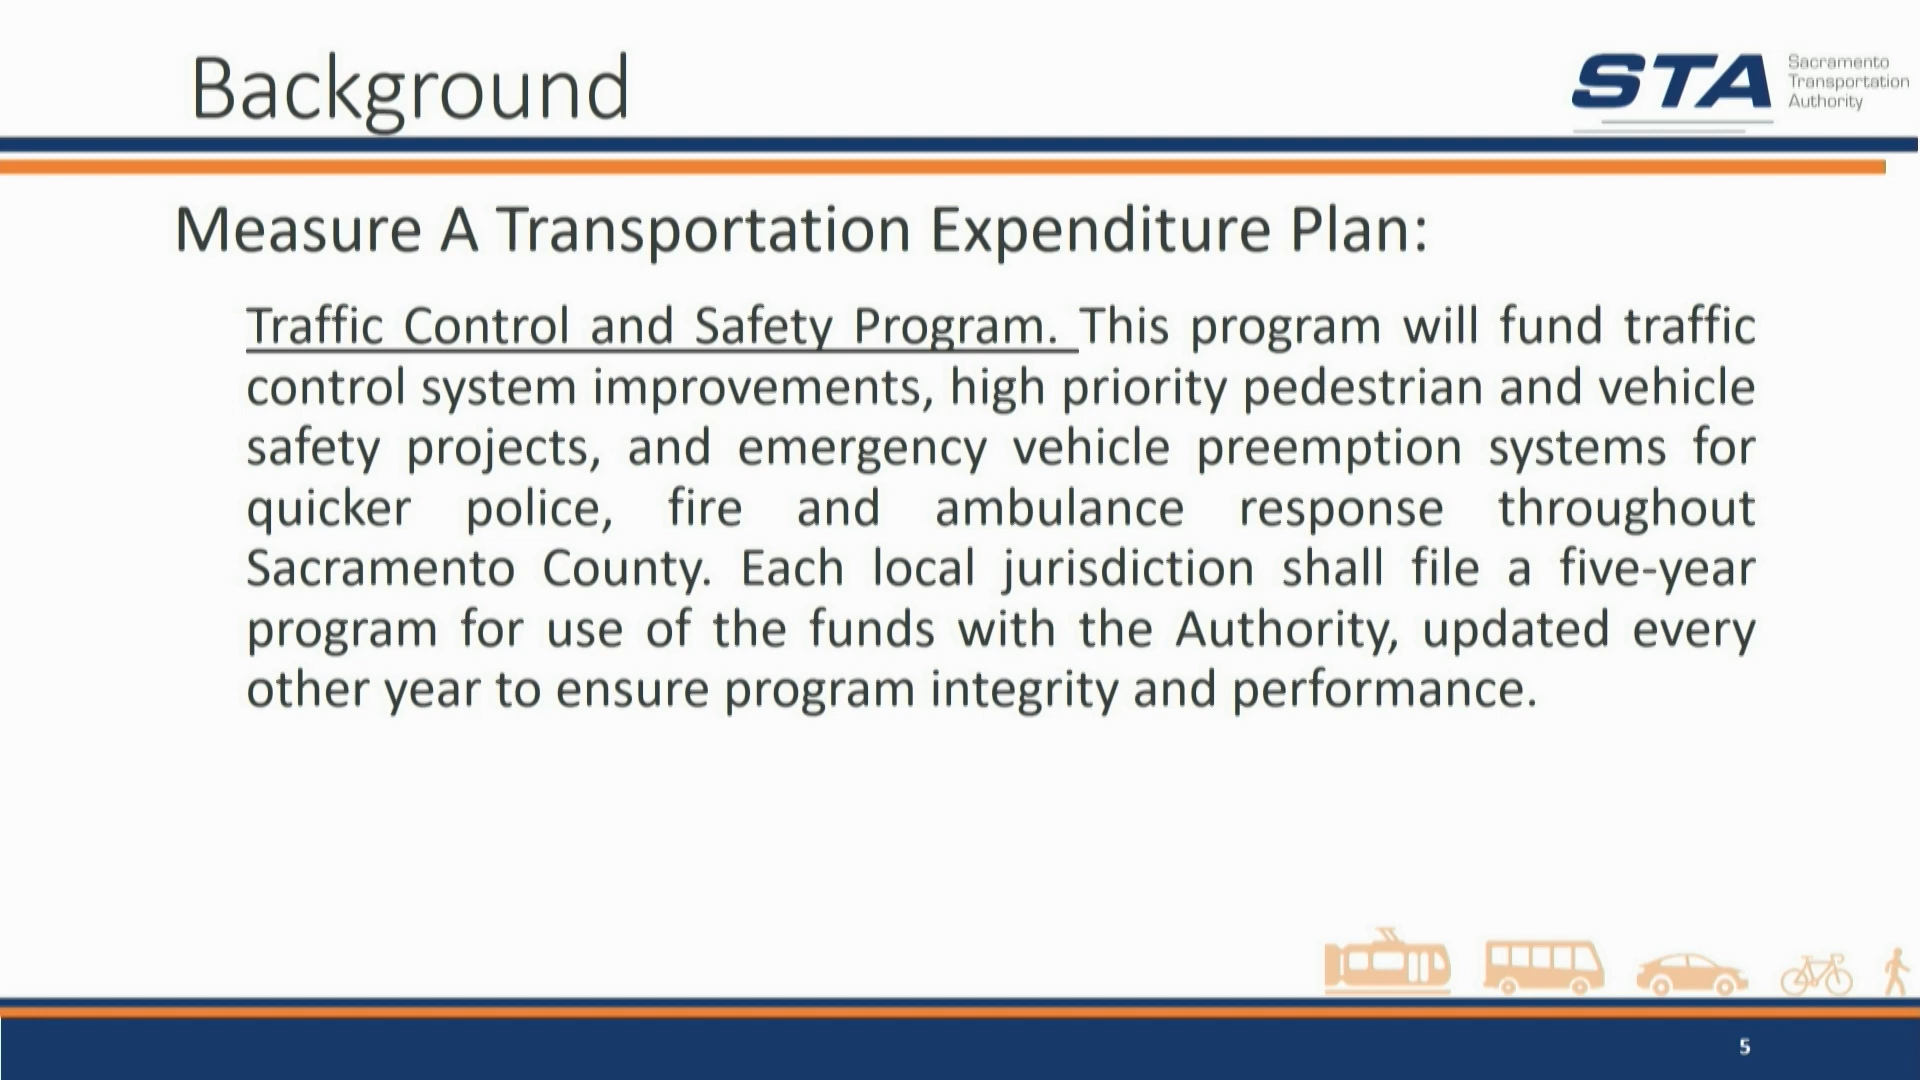 Background
STA
Sacramento
Transportation
Authority
Measure A Transportation Expenditure Plan:
Traffic Control and Safety Program. This program will fund traffic
control system improvements, high priority pedestrian and vehicle
safety projects, and emergency vehicle preemption systems for
quicker police, fire and ambulance response throughout
Sacramento County. Each local jurisdiction shall file a five-year
program for use of the funds with the Authority, updated every
other year to ensure program integrity and performance.
5